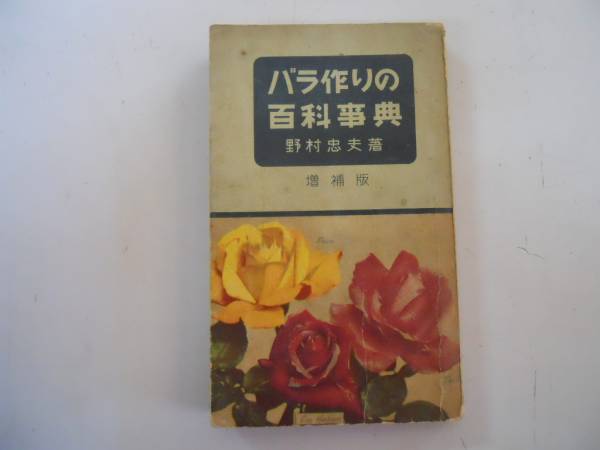 バラ作りの
百科事典
野村忠夫著
増補版